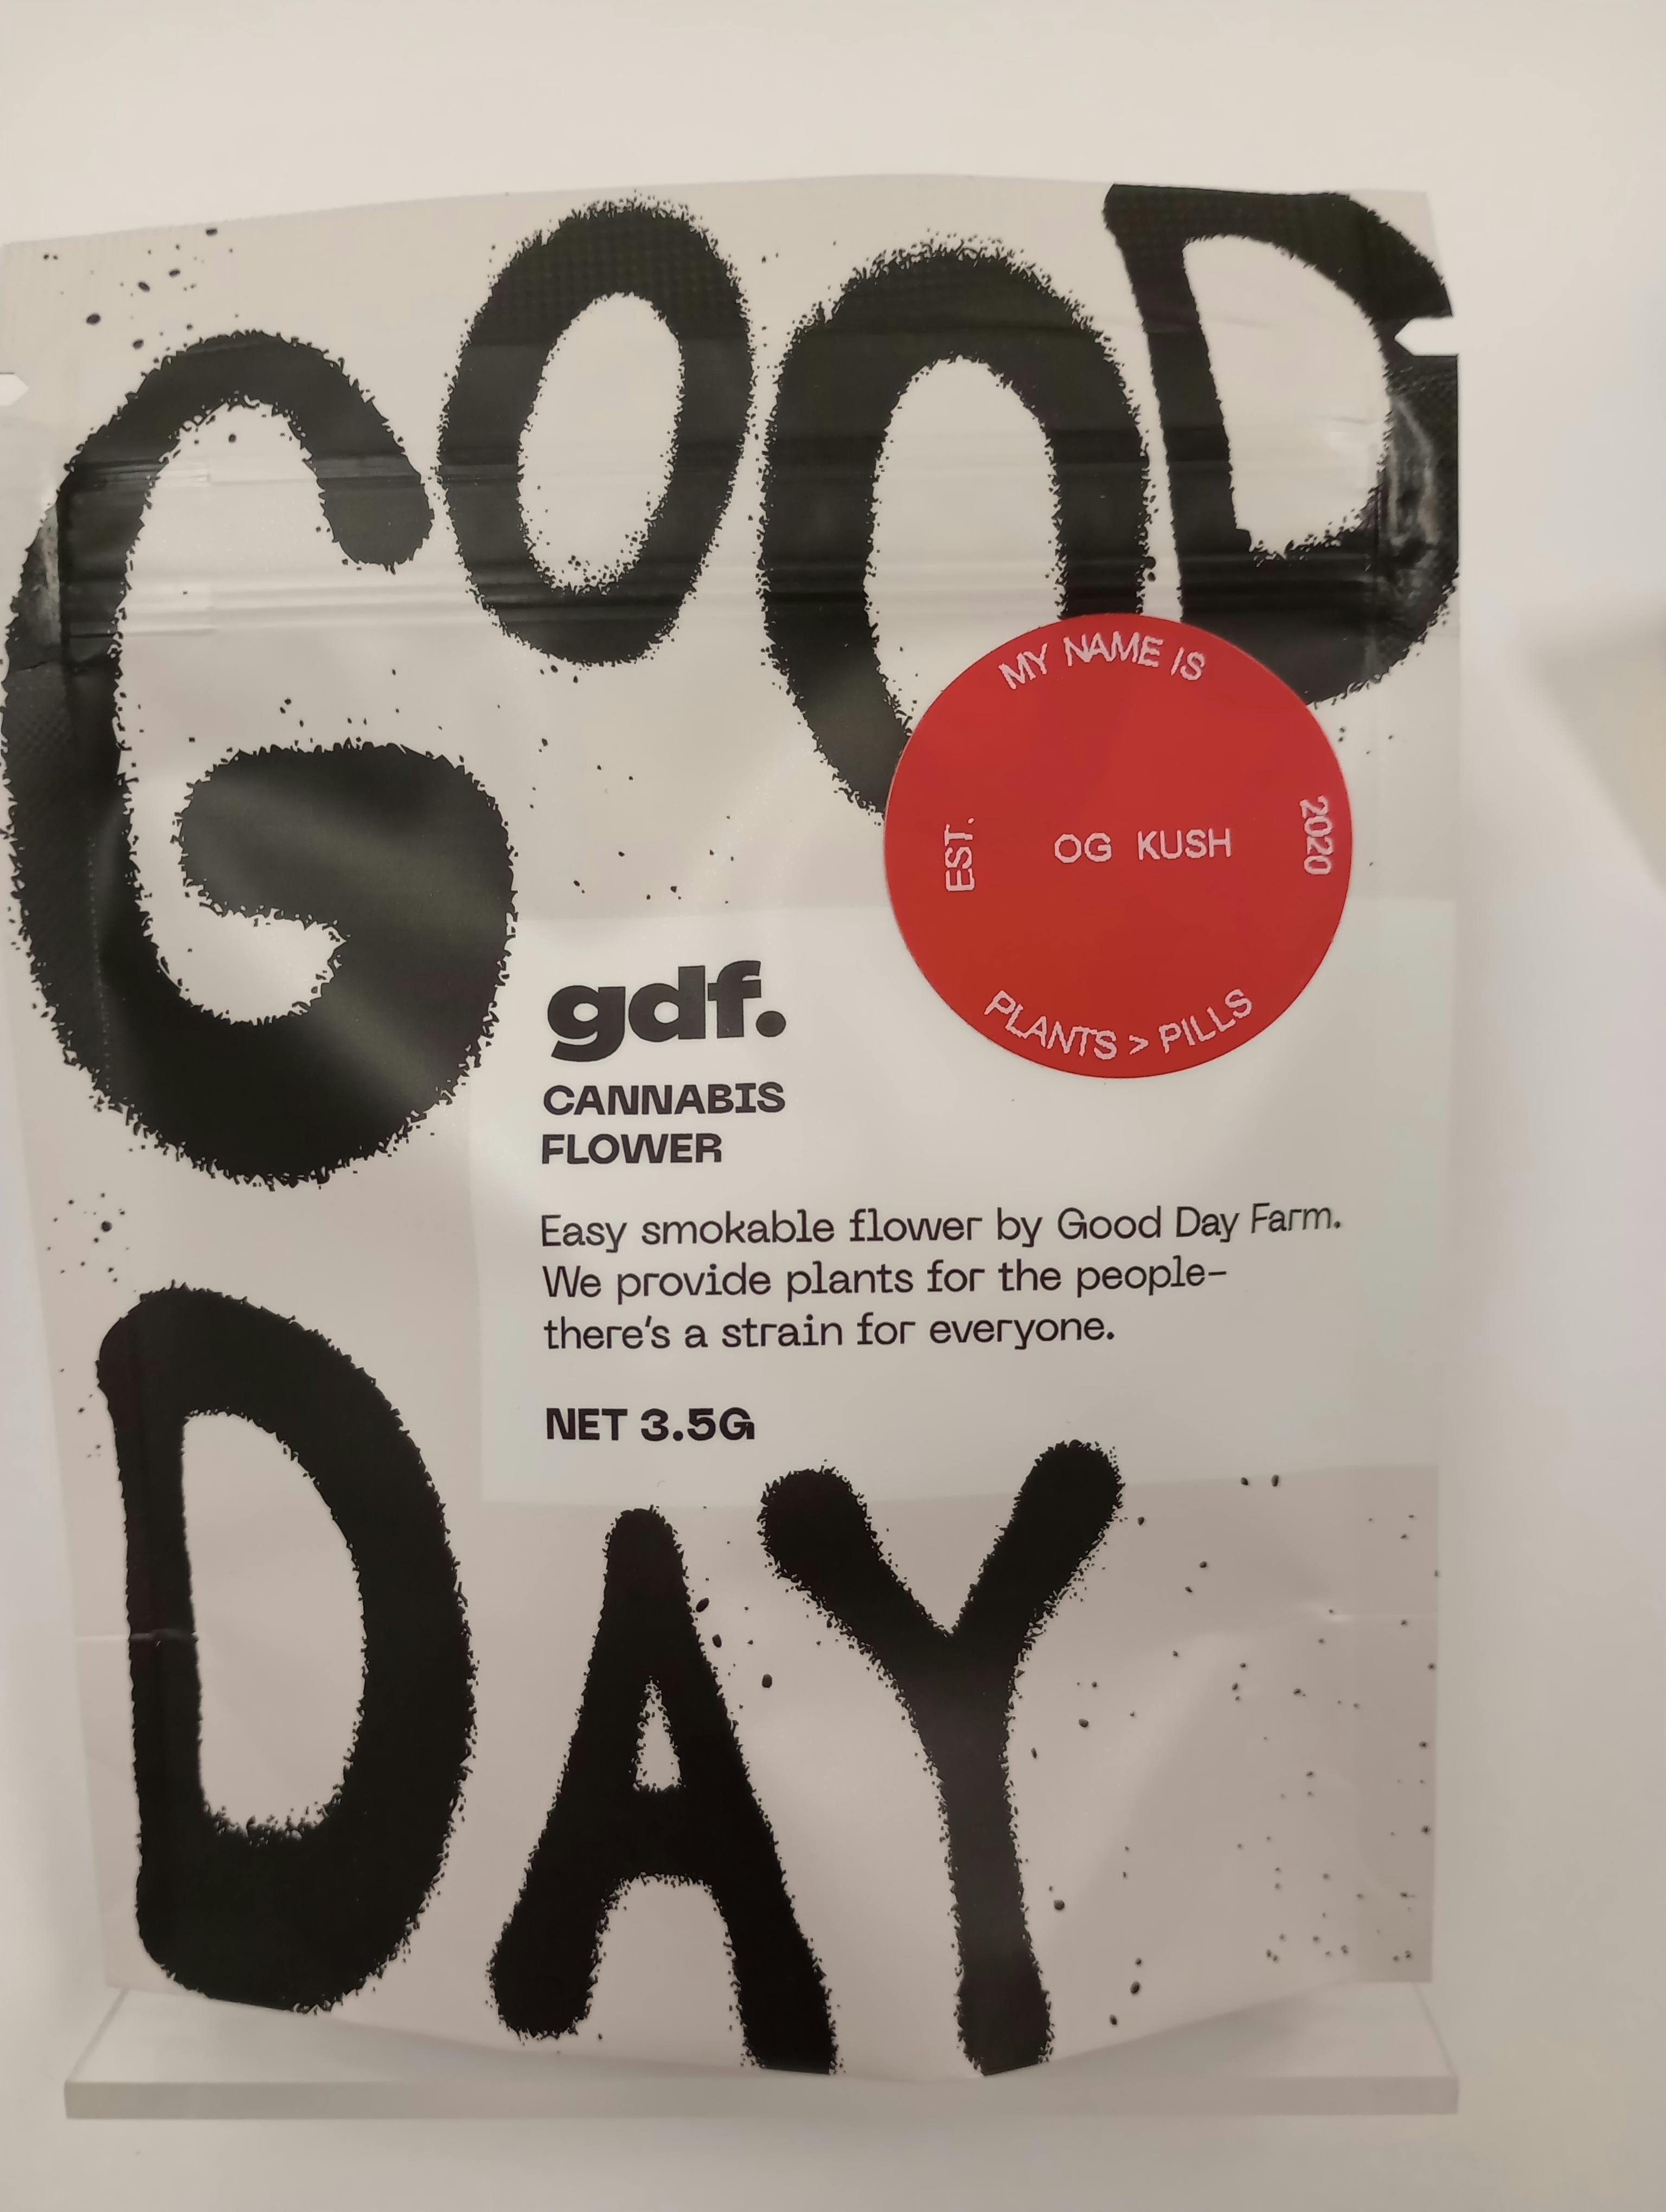 GOOD
MY NAME IS
EST.
OG KUSH
2020
PLANTS > PILLS
gdf.
CANNABIS
FLOWER
Easy smokable flower by Good Day Farm.
We provide plants for the people–
there's a strain for everyone.
NET 3.5G
DAY